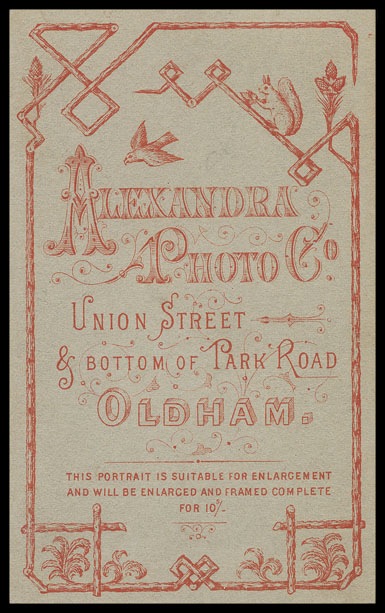 ALEXANDRA
PHOTO Co
UNION STREET
& BOTTOM OF PARK ROAD
OLDHAM.
THIS PORTRAIT IS SUITABLE FOR ENLARGEMENT
AND WILL BE ENLARGED AND FRAMED COMPLETE
FOR 10S/-